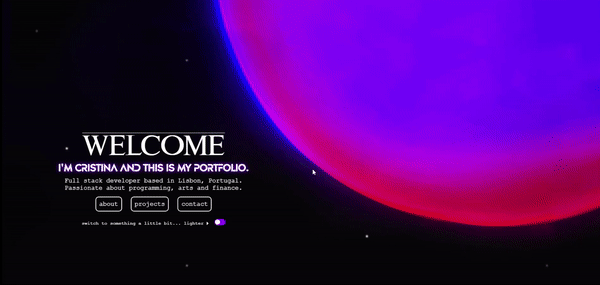 WELCOME
I'M CRISTINA AND THIS IS MY PORTFOLIO.
Full stack developer based in Lisbon, Portugal.
Passionate about programming, arts and finance.
about projects contact
switch to something a little bit... lighter